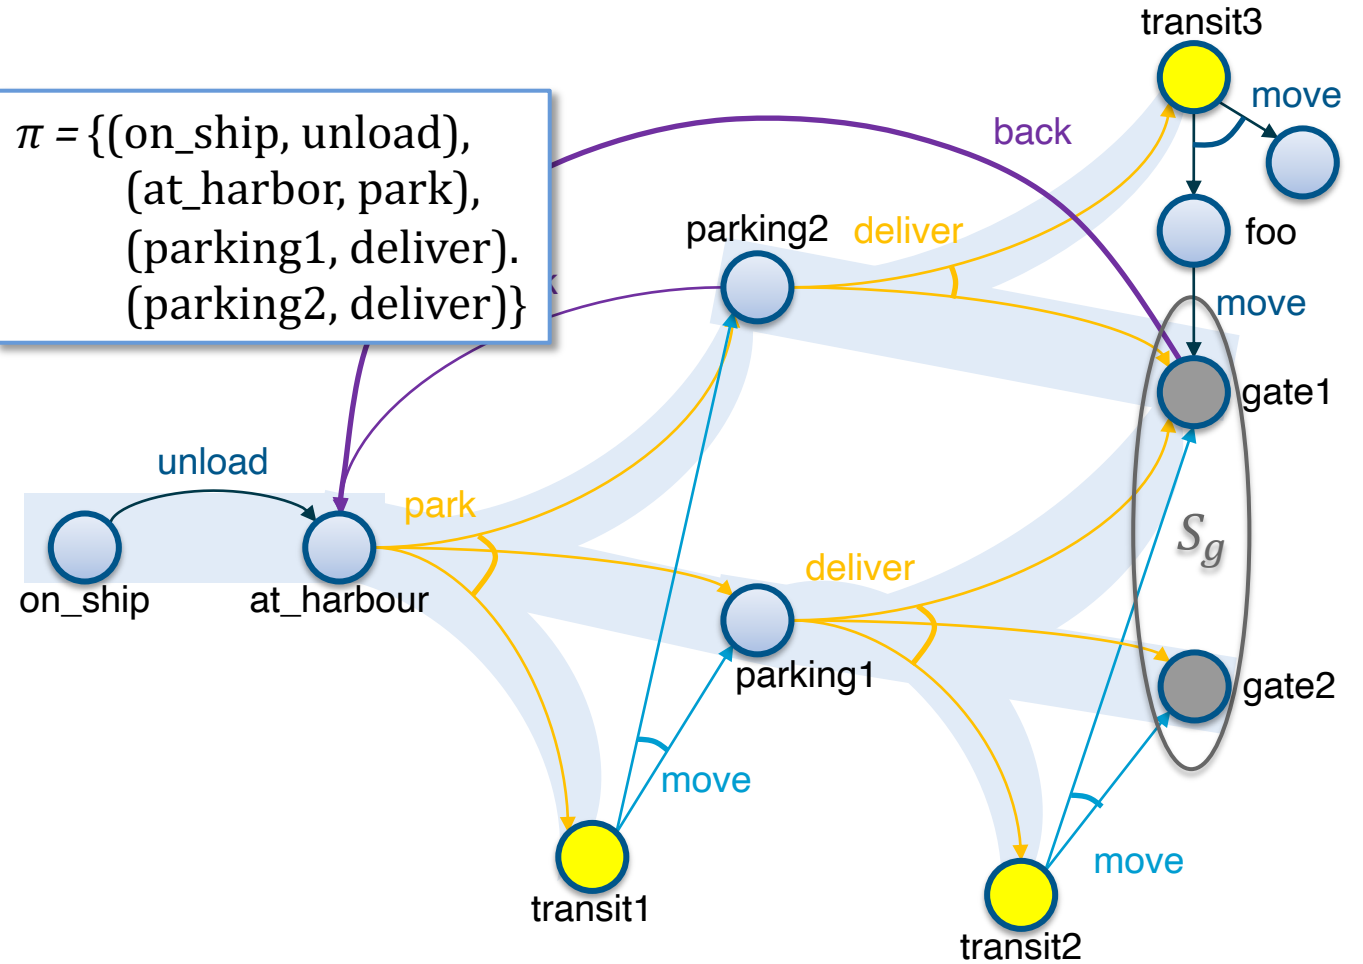 transit3
move
back
π = {(on_ship, unload),
(at_harbor, park),
(parking1, deliver).
(parking2, deliver)}
parking2
deliver
foo
move
gate1
unload
park
S_g
deliver
on_ship
at_harbour
parking1
gate2
move
move
transit1
transit2